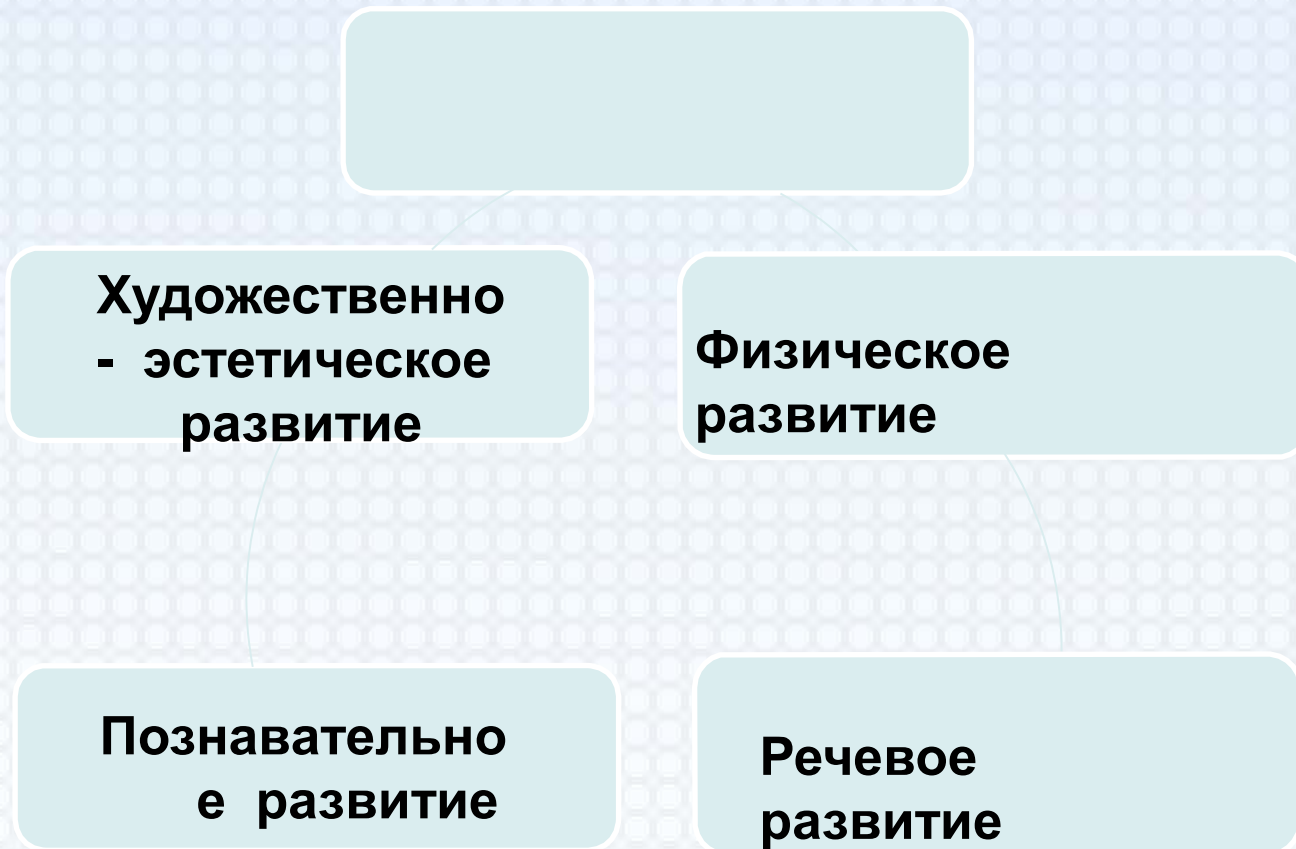 Художественно
- эстетическое
развитие
Физическое
развитие
Познавательно
е развитие
Речевое
развитие